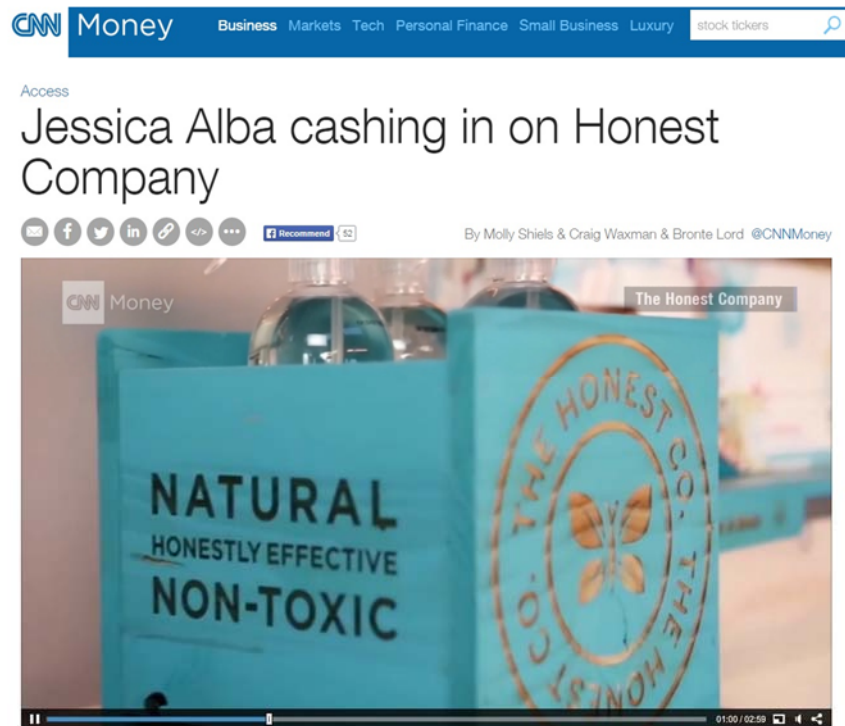 CNN Money
Business Markets Tech Personal Finance Small Business Luxury stock tickers
Access
Jessica Alba cashing in on Honest
Company
f in </> ••• f Recommend 52 By Molly Shiels & Craig Waxman & Bronte Lord @CNNMoney
CNN Money
The Honest Company
NATURAL
HONESTLY EFFECTIVE
NON-TOXIC
THE HONEST CO. THE HONEST CO.
01:00 / 02:59